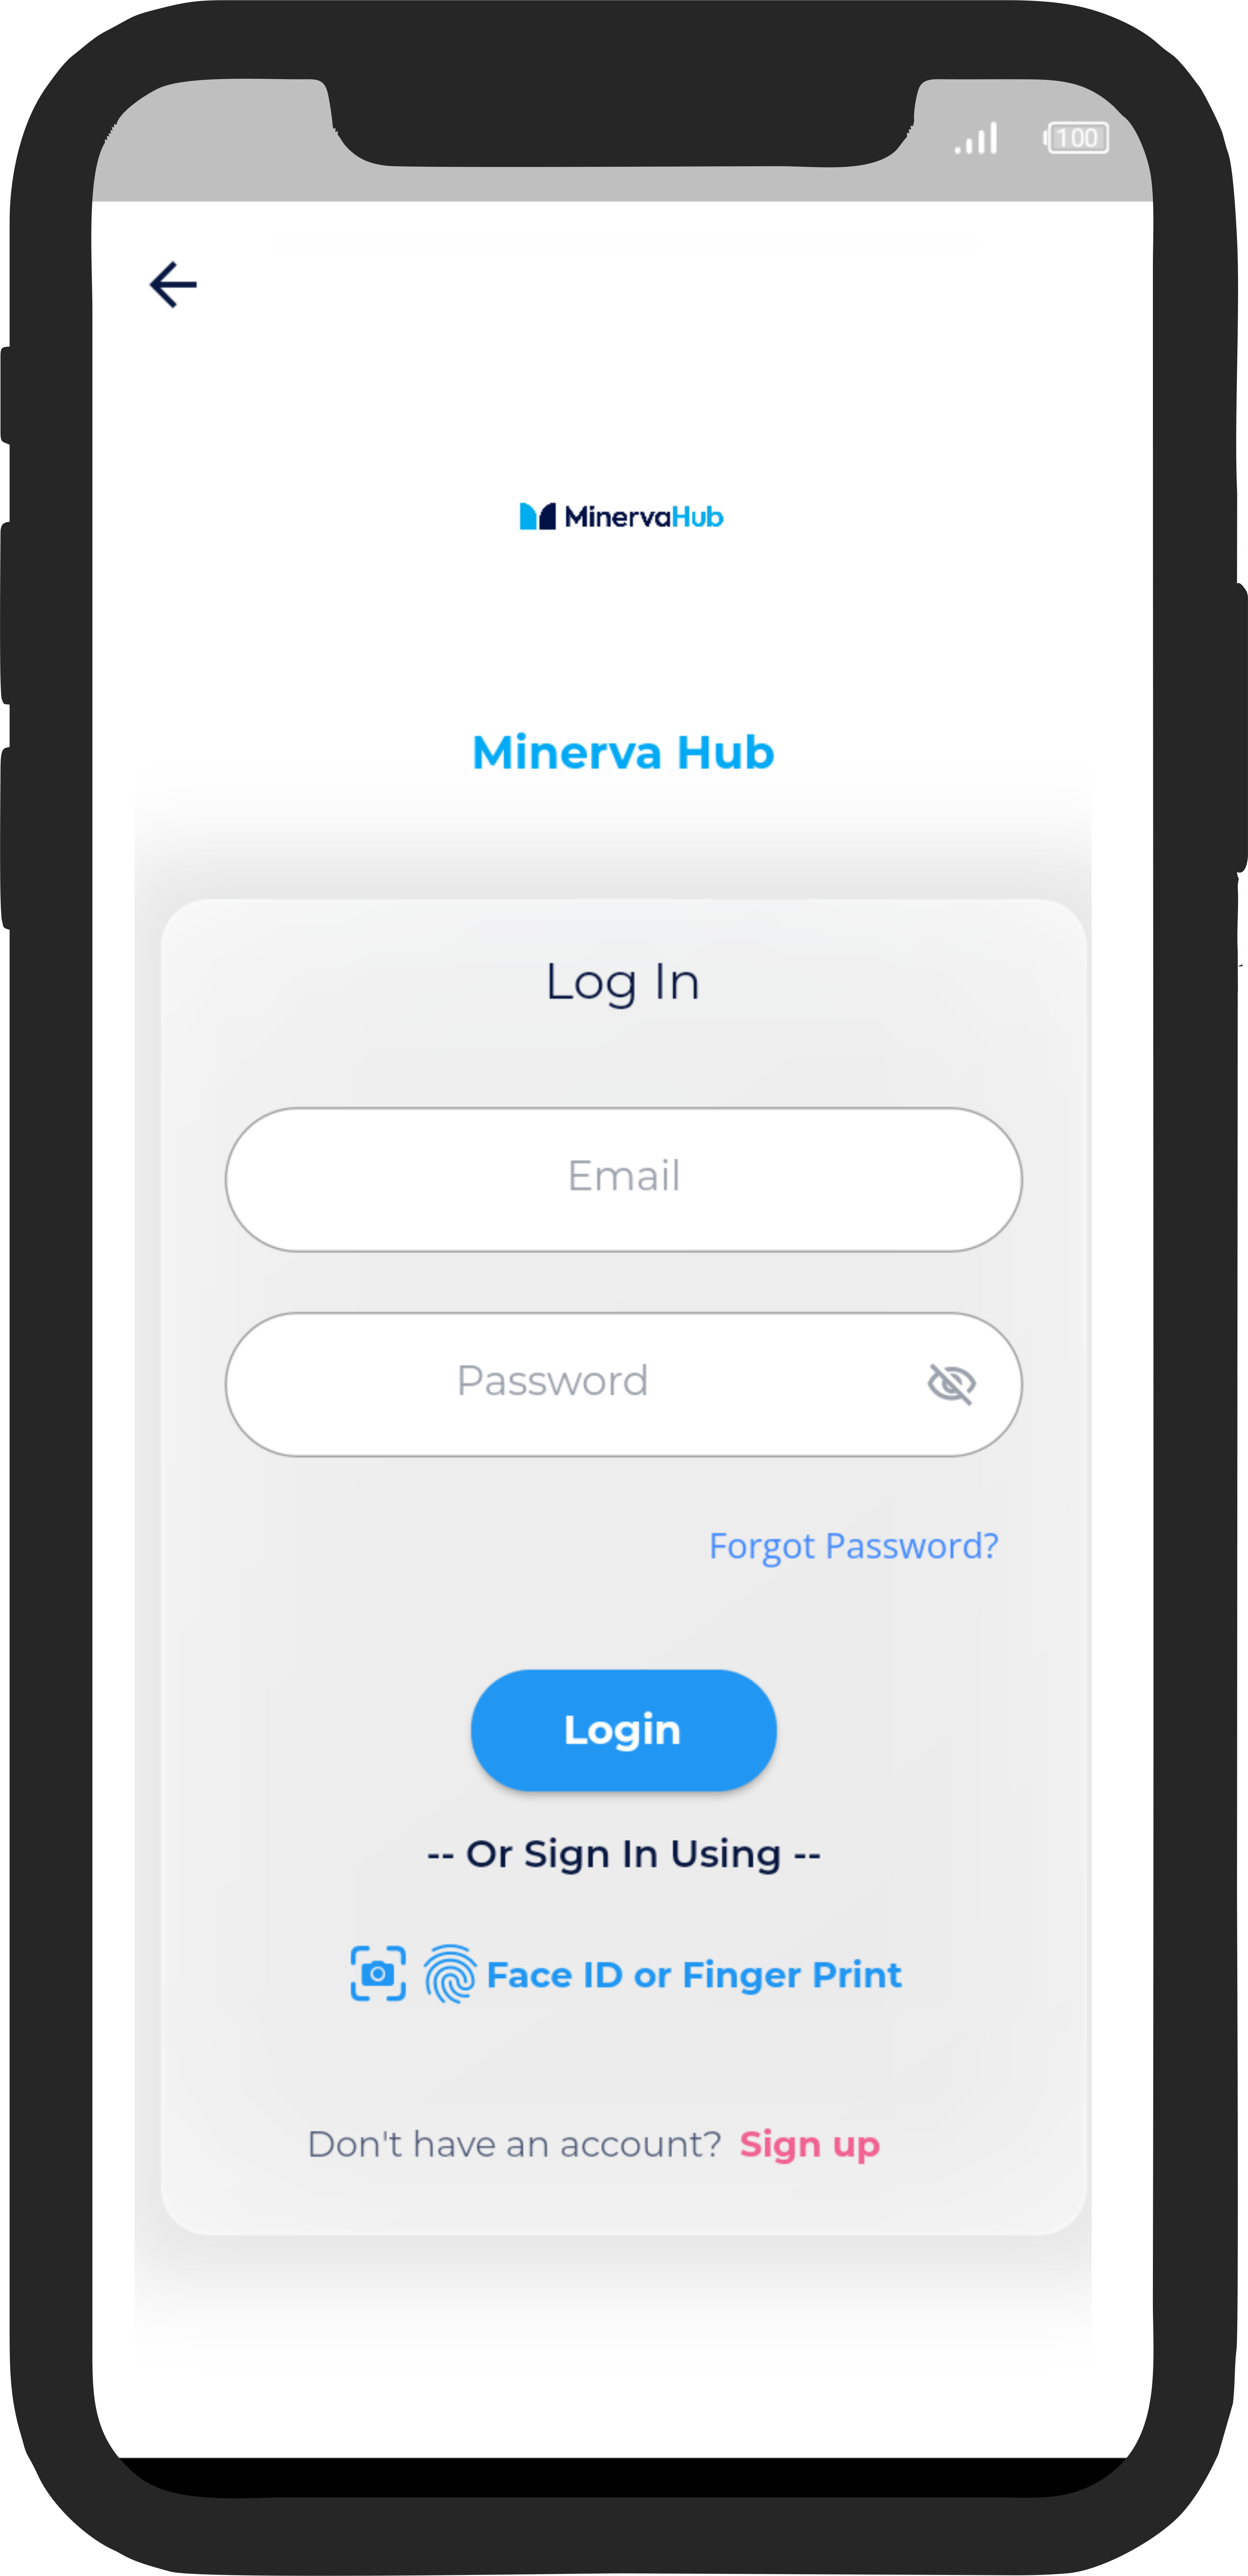 100
MinervaHub
Minerva Hub
Log In
Email
Password
Forgot Password?
Login
-- Or Sign In Using --
Face ID or Finger Print
Don't have an account? Sign up